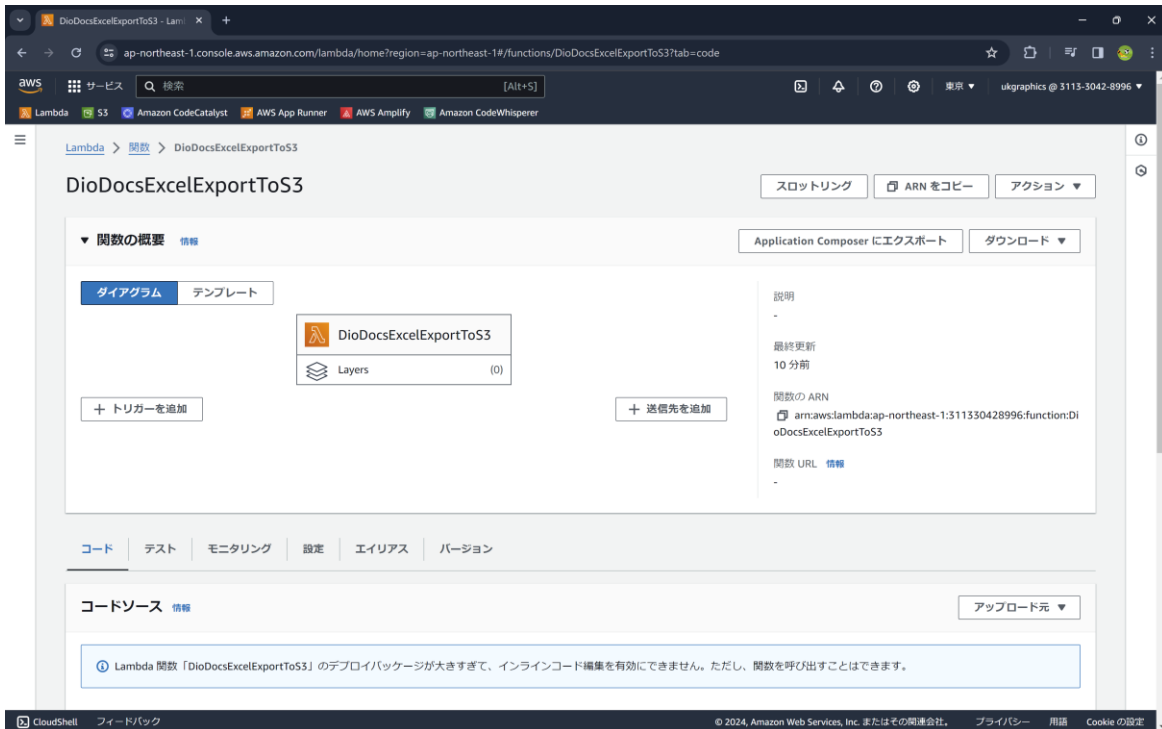 DioDocsExcelExportToS3 - Lam
ap-northeast-1.console.aws.amazon.com/lambda/home?region=ap-northeast-1#/functions/DioDocsExcelExportToS3?tab=code
aws サービス 検索 [Alt+S] 東京 ▼ ukgraphics @ 3113-3042-8996 ▼
Lambda S3 Amazon CodeCatalyst AWS App Runner AWS Amplify Amazon CodeWhisperer
Lambda > 関数 > DioDocsExcelExportToS3
DioDocsExcelExportToS3
スロットリング ARN をコピー アクション ▼
▼ 関数の概要 情報
Application Composer にエクスポート ダウンロード ▼
ダイアグラム テンプレート
DioDocsExcelExportToS3
Layers (0)
+ トリガーを追加
+ 送信先を追加
説明
-
最終更新
10 分前
関数の ARN
arn:aws:lambda:ap-northeast-1:311330428996:function:Di
oDocsExcelExportToS3
関数 URL 情報
-
コード テスト モニタリング 設定 エイリアス バージョン
コードソース 情報
アップロード元 ▼
Lambda 関数「DioDocsExcelExportToS3」のデプロイパッケージが大きすぎて、インラインコード編集を有効にできません。ただし、関数を呼び出すことはできます。
CloudShell フィードバック © 2024, Amazon Web Services, Inc. またはその関連会社。 プライバシー 用語 Cookie の設定